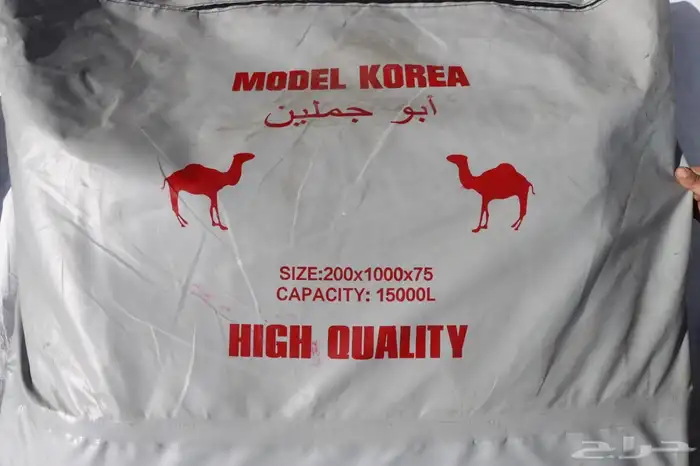 MODEL KOREA
أبو جملين
SIZE:200x1000x75
CAPACITY: 15000L
HIGH QUALITY
حراج